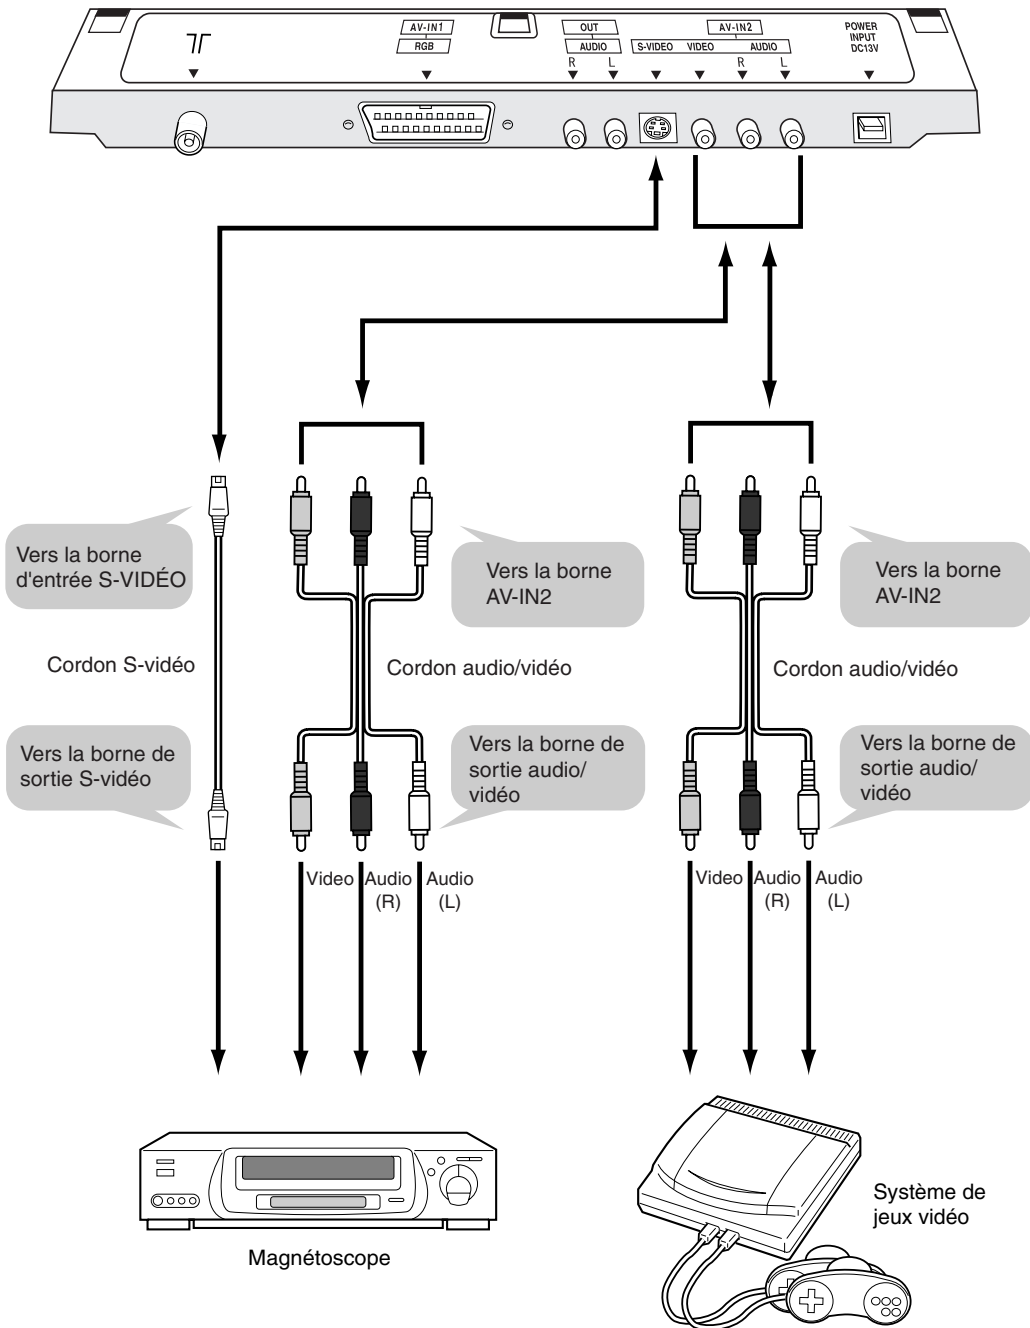 AV-IN1
RGB
OUT
AUDIO
R L
AV-IN2
S-VIDEO VIDEO AUDIO
R L
POWER
INPUT
DC13V
Vers la borne
d'entrée S-VIDÉO
Vers la borne
AV-IN2
Vers la borne
AV-IN2
Cordon S-vidéo
Cordon audio/vidéo
Cordon audio/vidéo
Vers la borne de
sortie S-vidéo
Vers la borne de
sortie audio/
vidéo
Vers la borne de
sortie audio/
vidéo
Video Audio Audio
(R) (L)
Video Audio Audio
(R) (L)
Magnétoscope
Système de
jeux vidéo